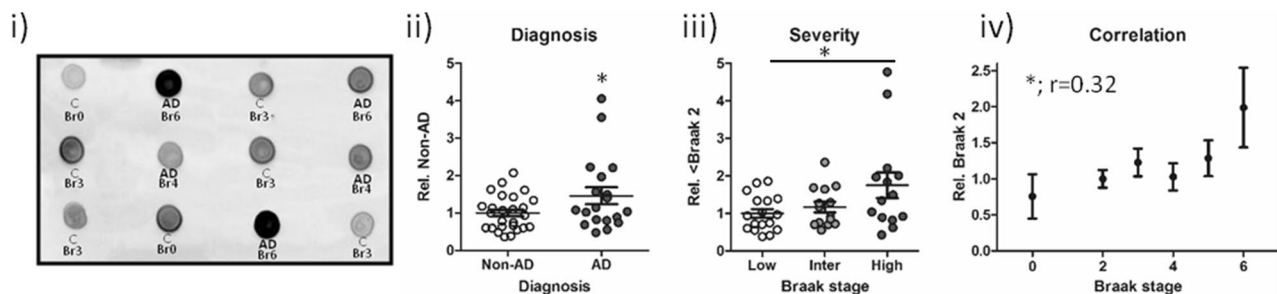 i)
C
Br0
AD
Br6
C
Br3
AD
Br6
C
Br3
AD
Br4
C
Br3
AD
Br4
C
Br3
C
Br0
AD
Br6
C
Br3
ii)
Diagnosis
Rel. Non-AD
5
4
3
2
1
0
*
Non-AD AD
Diagnosis
iii)
Severity
Rel. <Braak 2
5
4
3
2
1
0
*
Low Inter High
Braak stage
iv)
Correlation
Rel. Braak 2
2.5
2.0
1.5
1.0
0.5
0.0
*; r=0.32
0 2 4 6
Braak stage